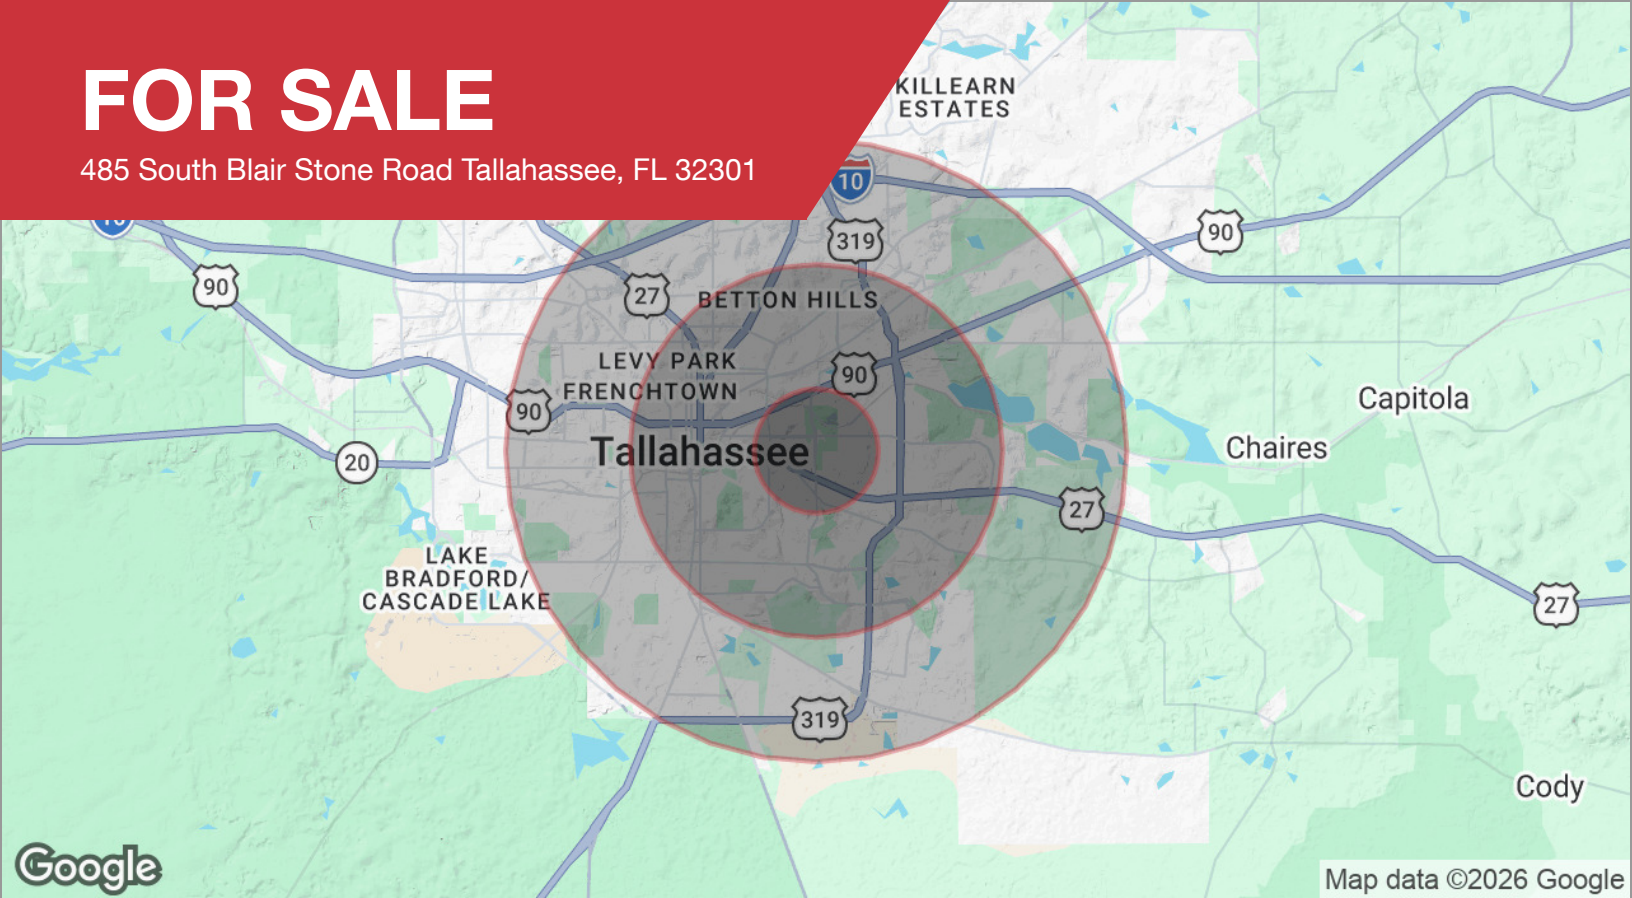 FOR SALE
485 South Blair Stone Road Tallahassee, FL 32301
KILLEARN
ESTATES
10
10
319
90
90
27
BETTON HILLS
LEVY PARK
90
FRENCHTOWN
90
Capitola
Tallahassee
Chaires
20
27
LAKE
BRADFORD/
CASCADE LAKE
27
319
Cody
Google
Map data ©2026 Google